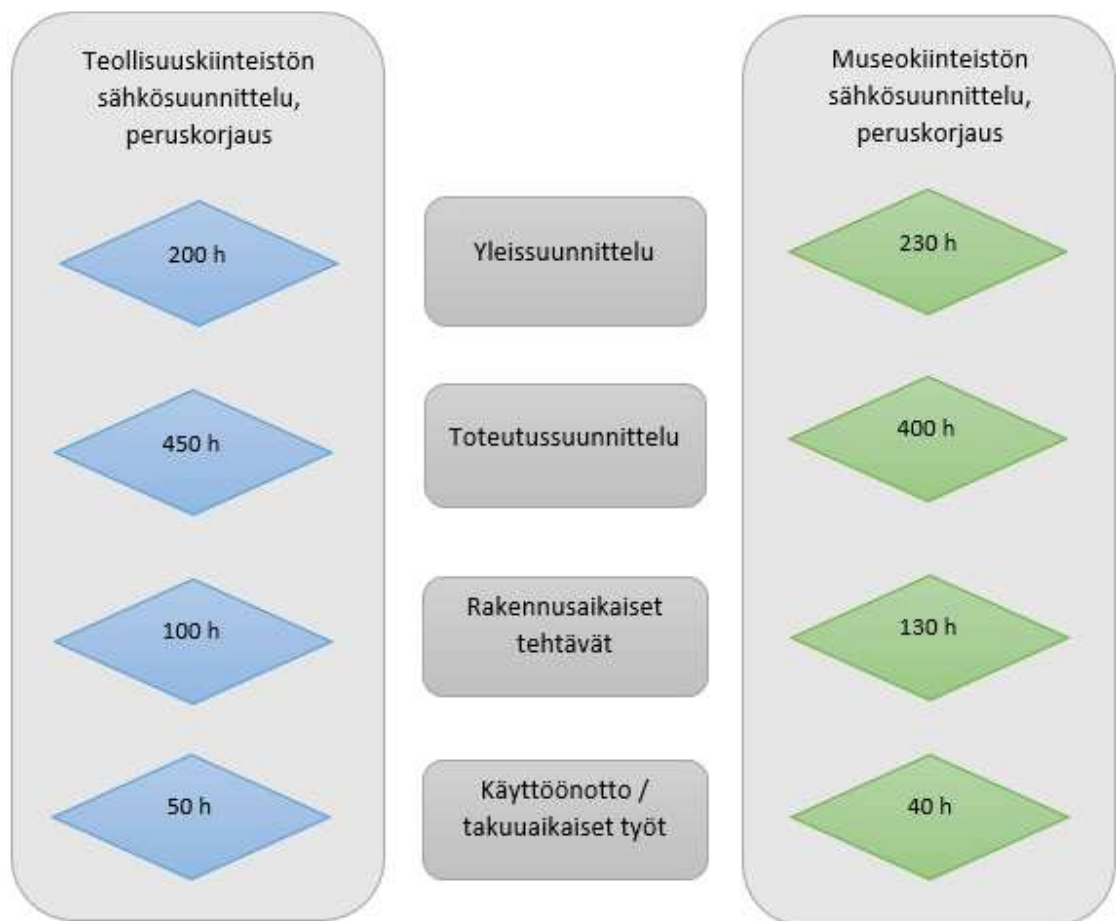 Teollisuuskiinteistön
sähkösuunnittelu,
peruskorjaus
Museokiinteistön
sähkösuunnittelu,
peruskorjaus
200 h
Yleissuunnittelu
230 h
450 h
Toteutussuunnittelu
400 h
100 h
Rakennusaikaiset
tehtävät
130 h
50 h
Käyttöönotto /
takuuaikaiset työt
40 h